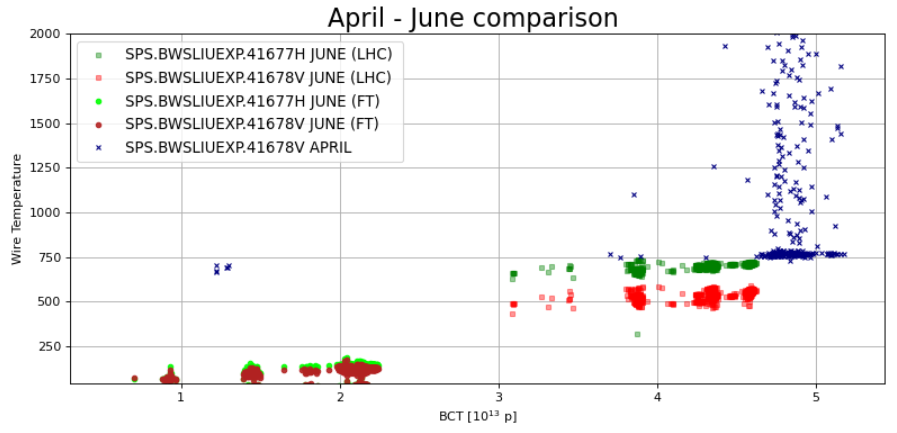 April - June comparison
2000
1750
1500
1250
1000
750
500
250
Wire Temperature
SPS.BWSLIUEXP.41677H JUNE (LHC)
SPS.BWSLIUEXP.41678V JUNE (LHC)
SPS.BWSLIUEXP.41677H JUNE (FT)
SPS.BWSLIUEXP.41678V JUNE (FT)
SPS.BWSLIUEXP.41678V APRIL
1 2 3 4 5
BCT [10¹³ p]